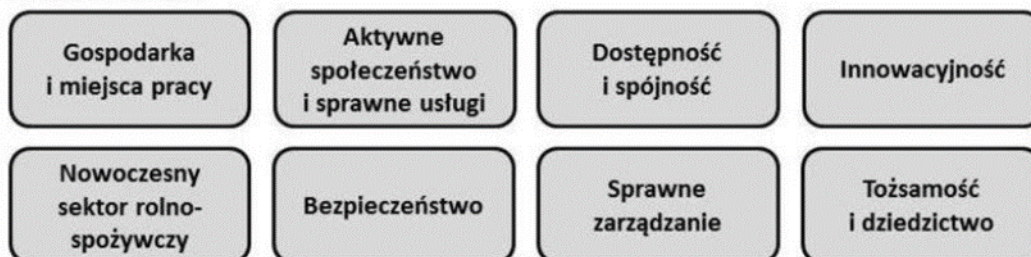 Gospodarka
i miejsca pracy
Aktywne
społeczeństwo
i sprawne usługi
Dostępność
i spójność
Innowacyjność
Nowoczesny
sektor rolno-
spożywczy
Bezpieczeństwo
Sprawne
zarządzanie
Tożsamość
i dziedzictwo